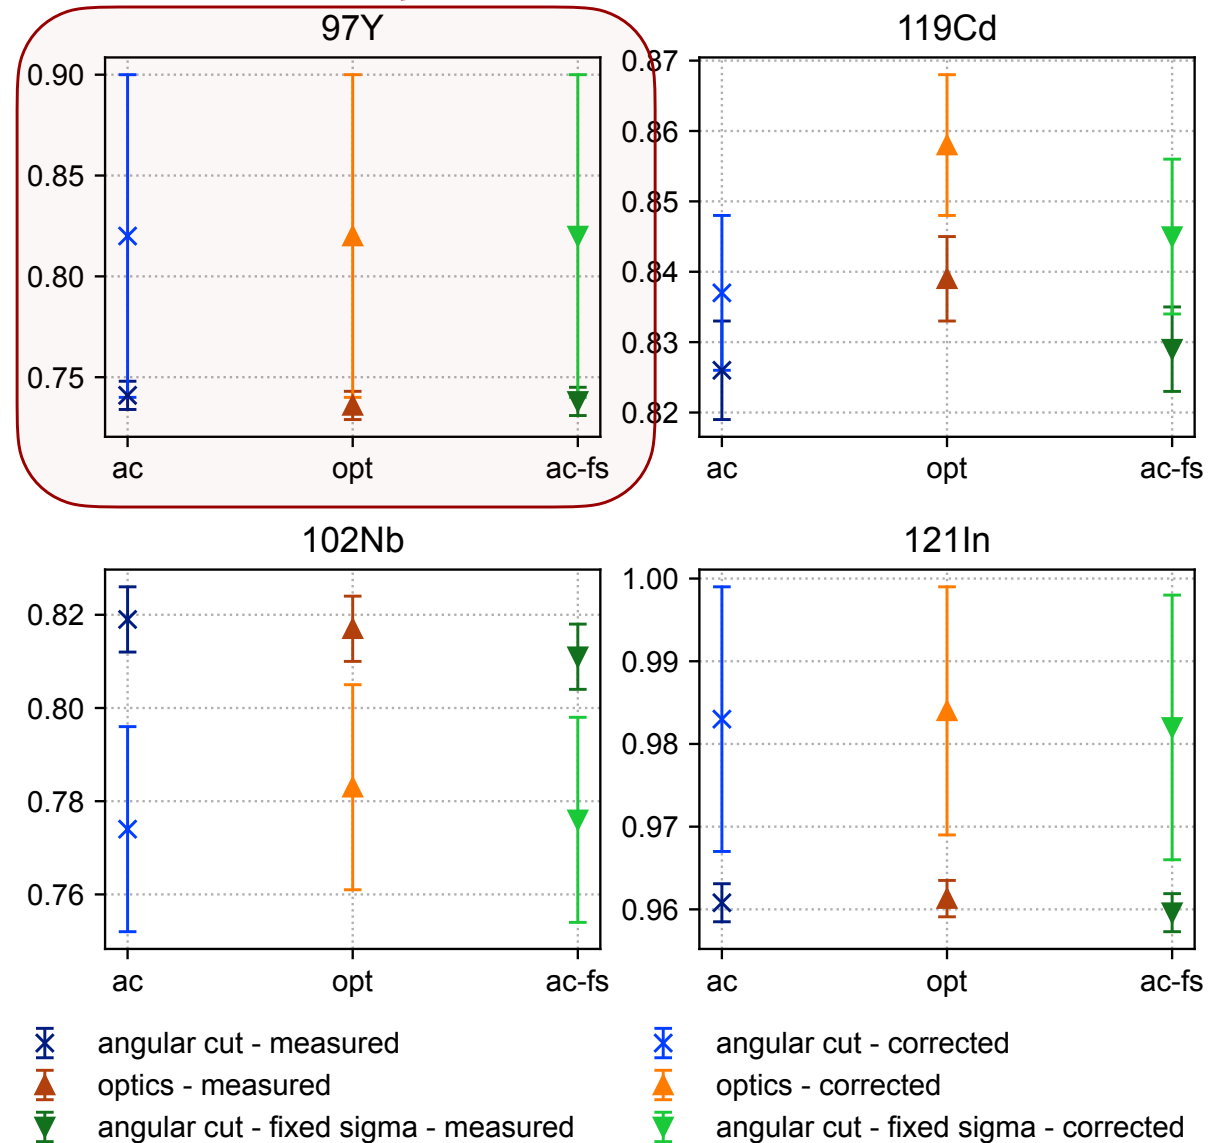 97Y
0.90
0.85
0.80
0.75
ac opt ac-fs
119Cd
0.87
0.86
0.85
0.84
0.83
0.82
ac opt ac-fs
102Nb
0.82
0.80
0.78
0.76
ac opt ac-fs
121In
1.00
0.99
0.98
0.97
0.96
ac opt ac-fs
angular cut - measured
optics - measured
angular cut - fixed sigma - measured
angular cut - corrected
optics - corrected
angular cut - fixed sigma - corrected